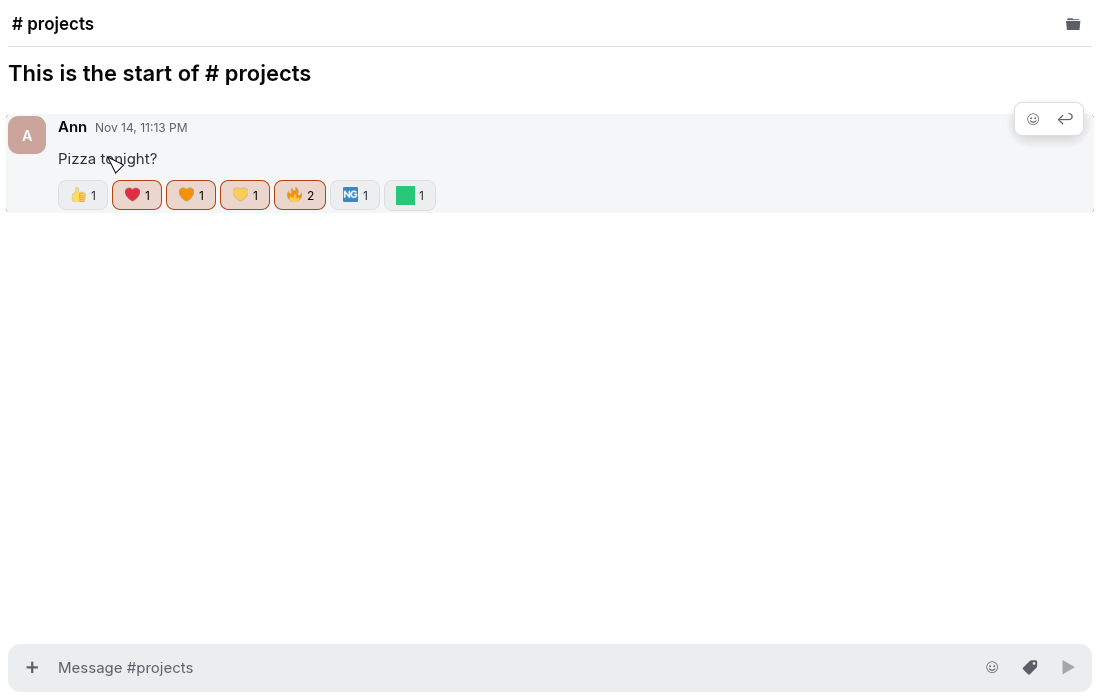 # projects
This is the start of # projects
A
Ann Nov 14, 11:13 PM
Pizza tonight?
1 1 1 1 2 NG 1 1
Message #projects